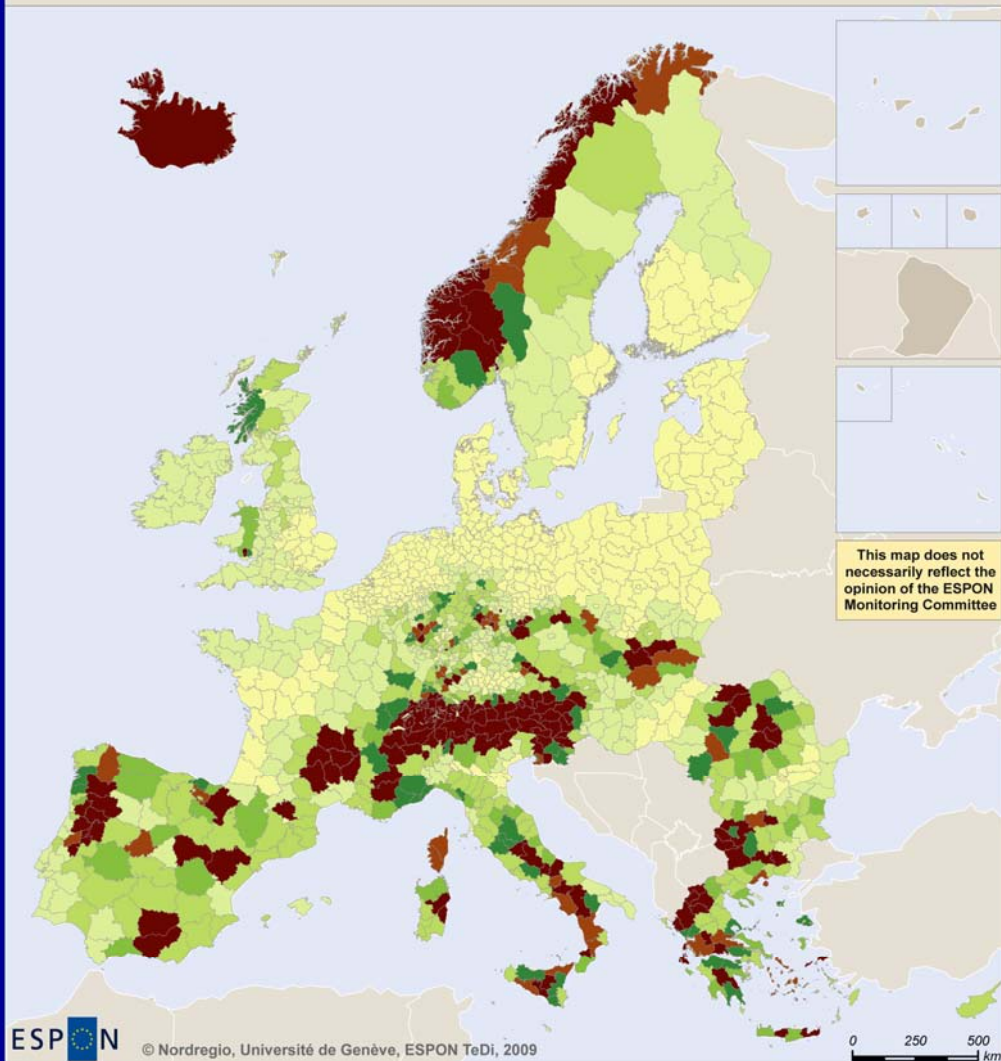 This map does not
necessarily reflect the
opinion of the ESPON
Monitoring Committee
ESPON
© Nordregio, Université de Genève, ESPON TeDi, 2009
0 250 500
km